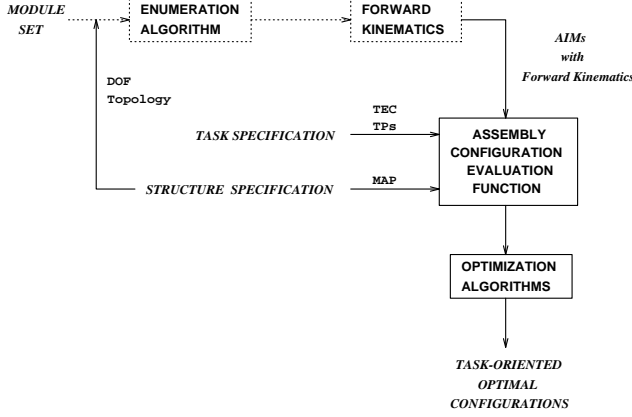 MODULE
SET
ENUMERATION
ALGORITHM
FORWARD
KINEMATICS
AIMs
with
Forward Kinematics
DOF
Topology
TASK SPECIFICATION
TEC
TPs
ASSEMBLY
CONFIGURATION
EVALUATION
FUNCTION
STRUCTURE SPECIFICATION
MAP
OPTIMIZATION
ALGORITHMS
TASK-ORIENTED
OPTIMAL
CONFIGURATIONS